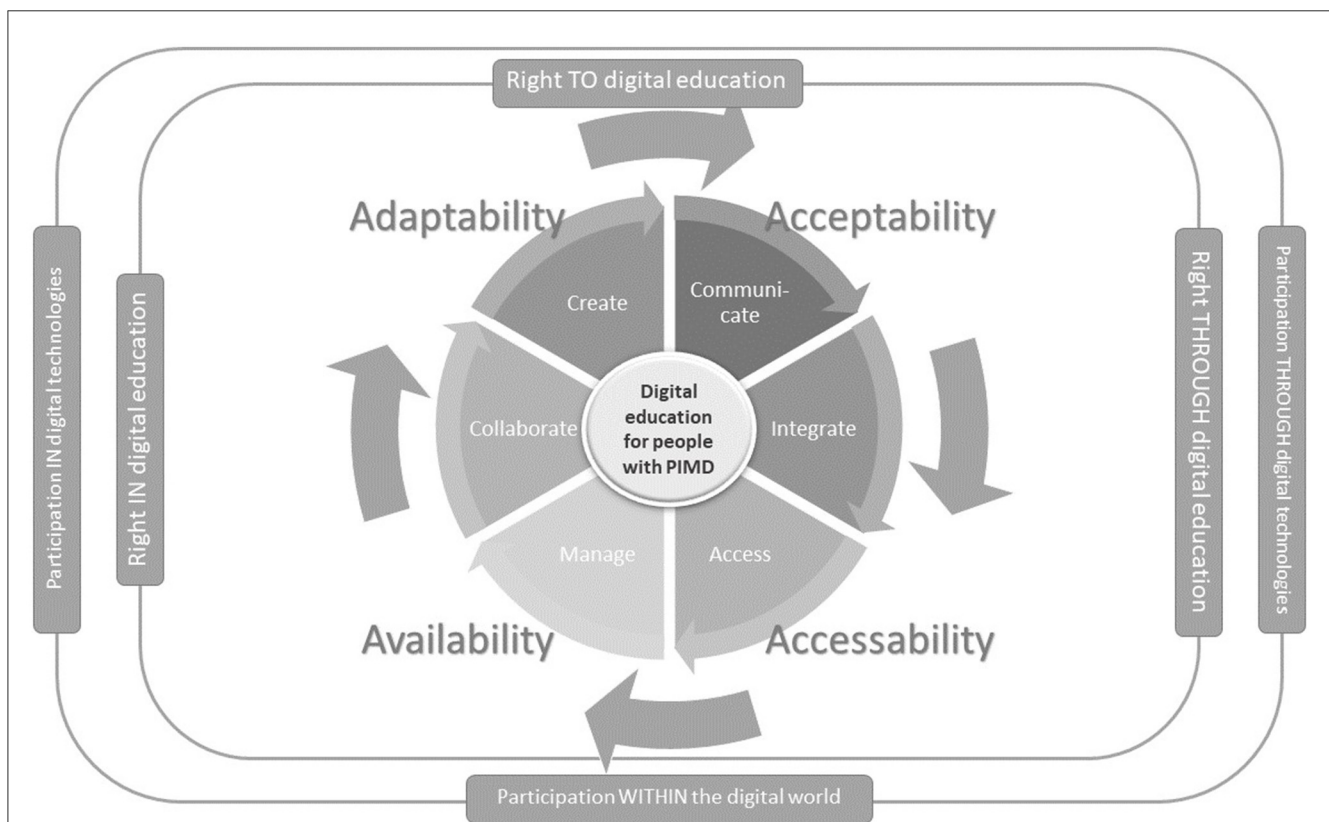 Right TO digital education
Adaptability
Acceptability
Create
Communi-
cate
Participation IN digital technologies
Right IN digital education
Collaborate
Digital
education
for people
with PIMD
Integrate
Right THROUGH digital education
Participation THROUGH digital technologies
Manage
Access
Availability
Accessability
Participation WITHIN the digital world